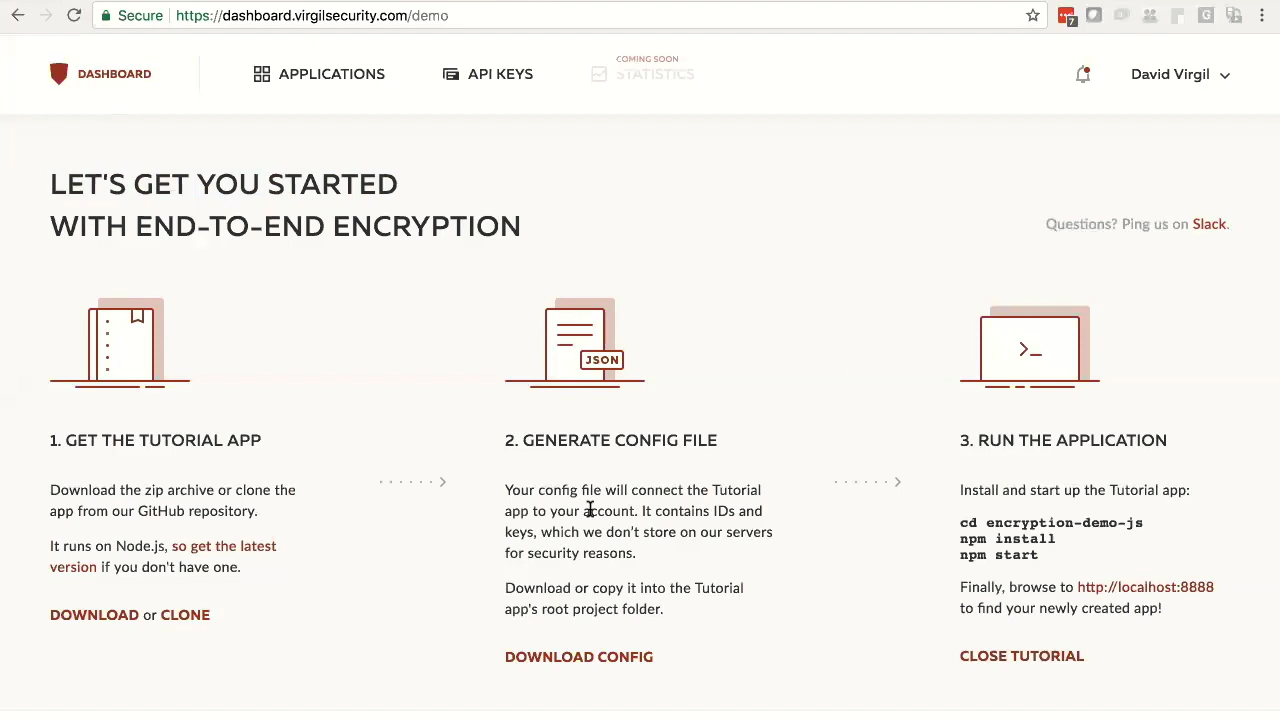 Secure https://dashboard.virgilsecurity.com/demo
7
G
DASHBOARD
APPLICATIONS
API KEYS
COMING SOON
STATISTICS
David Virgil
LET'S GET YOU STARTED
WITH END-TO-END ENCRYPTION
Questions? Ping us on Slack.
JSON
>_
1. GET THE TUTORIAL APP
Download the zip archive or clone the
app from our GitHub repository.
It runs on Node.js, so get the latest
version if you don't have one.
DOWNLOAD or CLONE
2. GENERATE CONFIG FILE
Your config file will connect the Tutorial
app to your account. It contains IDs and
keys, which we don't store on our servers
for security reasons.
Download or copy it into the Tutorial
app's root project folder.
DOWNLOAD CONFIG
3. RUN THE APPLICATION
Install and start up the Tutorial app:
cd encryption-demo-js
npm install
npm start
Finally, browse to http://localhost:8888
to find your newly created app!
CLOSE TUTORIAL